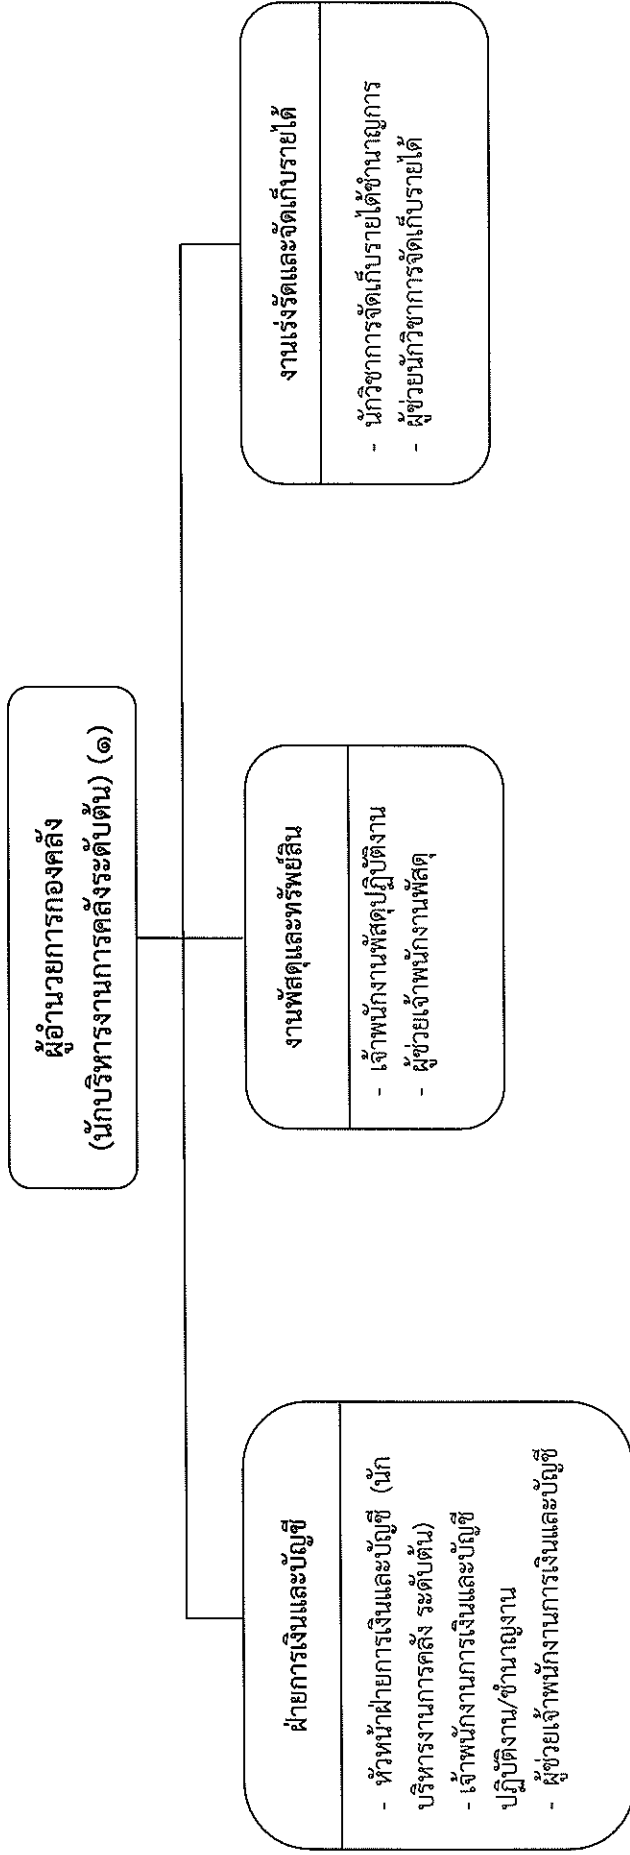 ผู้อำนวยการกองคลัง
(นักบริหารงานการคลังระดับต้น) (๑)
ฝ่ายการเงินและบัญชี
- หัวหน้าฝ่ายการเงินและบัญชี (นัก
บริหารงานการคลัง ระดับต้น)
- เจ้าพนักงานการเงินและบัญชี
ปฏิบัติงาน/ชำนาญงาน
- ผู้ช่วยเจ้าพนักงานการเงินและบัญชี
งานพัสดุและทรัพย์สิน
- เจ้าพนักงานพัสดุปฏิบัติงาน
- ผู้ช่วยเจ้าพนักงานพัสดุ
งานเร่งรัดและจัดเก็บรายได้
- นักวิชาการจัดเก็บรายได้ชำนาญการ
- ผู้ช่วยนักวิชาการจัดเก็บรายได้